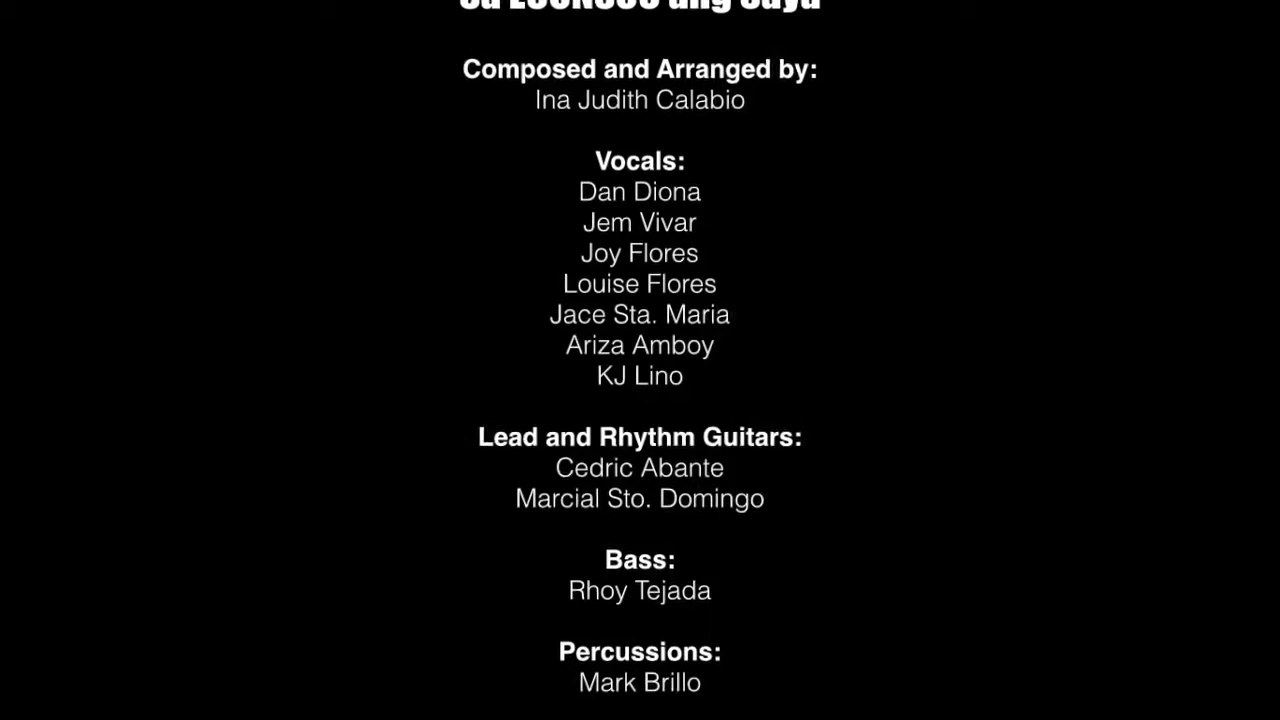 ang
Composed and Arranged by:
Ina Judith Calabio
Vocals:
Dan Diona
Jem Vivar
Joy Flores
Louise Flores
Jace Sta. Maria
Ariza Amboy
KJ Lino
Lead and Rhythm Guitars:
Cedric Abante
Marcial Sto. Domingo
Bass:
Rhoy Tejada
Percussions:
Mark Brillo